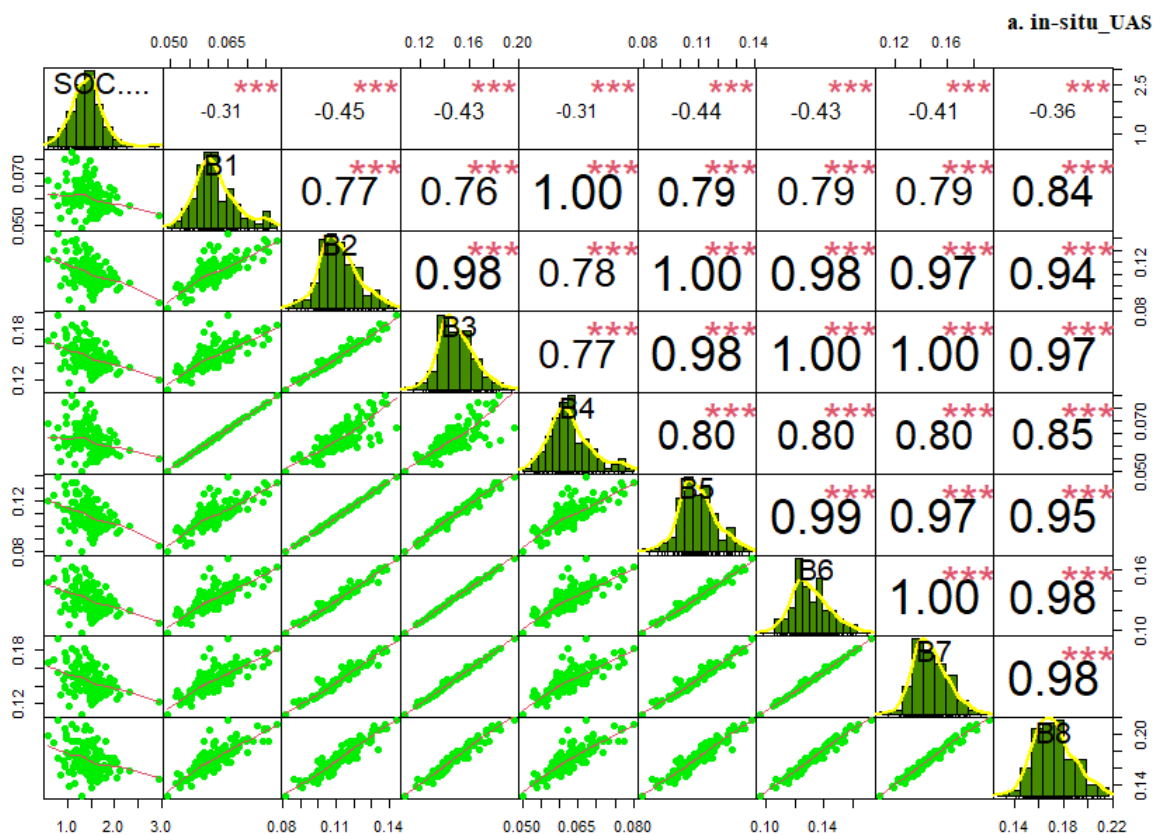 a. in-situ_UAS
0.050 0.065 0.12 0.16 0.20 0.08 0.11 0.14 0.12 0.16
SOC.... *** *** *** *** *** *** *** ***
-0.31 -0.45 -0.43 -0.31 -0.44 -0.43 -0.41 -0.36
1.0 2.5
B1 *** *** *** *** *** *** ***
0.77 0.76 1.00 0.79 0.79 0.79 0.84
0.050 0.070
B2 *** *** *** *** *** ***
0.98 0.78 1.00 0.98 0.97 0.94
0.08 0.12
B3 *** *** *** *** ***
0.77 0.98 1.00 1.00 0.97
0.12 0.18
B4 *** *** *** ***
0.80 0.80 0.80 0.85
0.050 0.070
B5 *** *** ***
0.99 0.97 0.95
0.08 0.12
B6 *** ***
1.00 0.98
0.10 0.16
B7 ***
0.98
0.12 0.18
B8
0.14 0.20
1.0 2.0 3.0 0.08 0.11 0.14 0.050 0.065 0.080 0.10 0.14 0.14 0.18 0.22